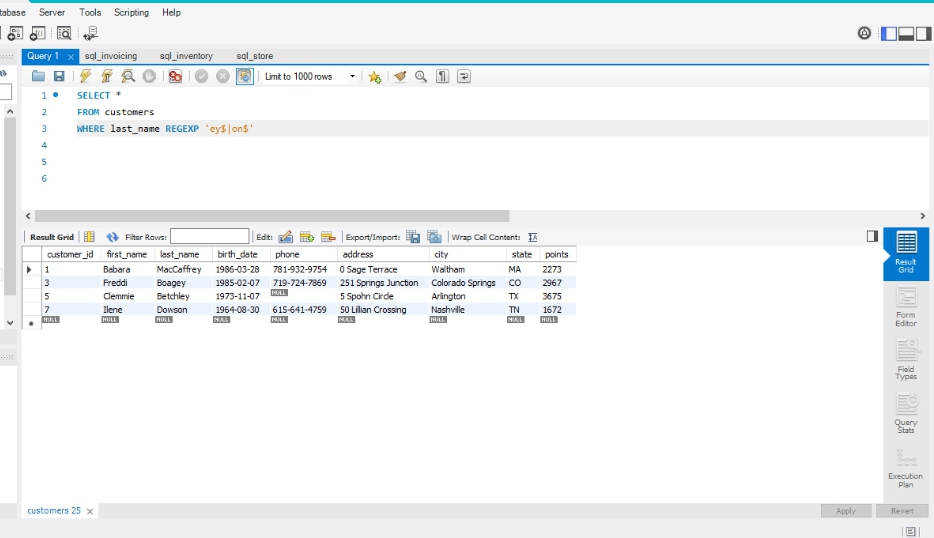 tabase Server Tools Scripting Help
Query 1 sql_invoicing sql_inventory sql_store
Limit to 1000 rows
1 SELECT *
2 FROM customers
3 WHERE last_name REGEXP 'ey$|on$'
4
5
6
Result Grid Filter Rows: Edit: Export/Import: Wrap Cell Content:
customer_id first_name last_name birth_date phone address city state points
1 Babara MacCaffrey 1986-03-28 781-932-9754 0 Sage Terrace Waltham MA 2273
3 Freddi Boagey 1985-02-07 719-724-7869 251 Springs Junction Colorado Springs CO 2967
5 Clemmie Betchley 1973-11-07 NULL 5 Spohn Circle Arlington TX 3675
7 Ilene Dowson 1964-08-30 615-641-4759 50 Lillian Crossing Nashville TN 1672
NULL NULL NULL NULL NULL NULL NULL NULL NULL
Result
Grid
Form
Editor
Field
Types
Query
Stats
Execution
Plan
customers 25 Apply Revert